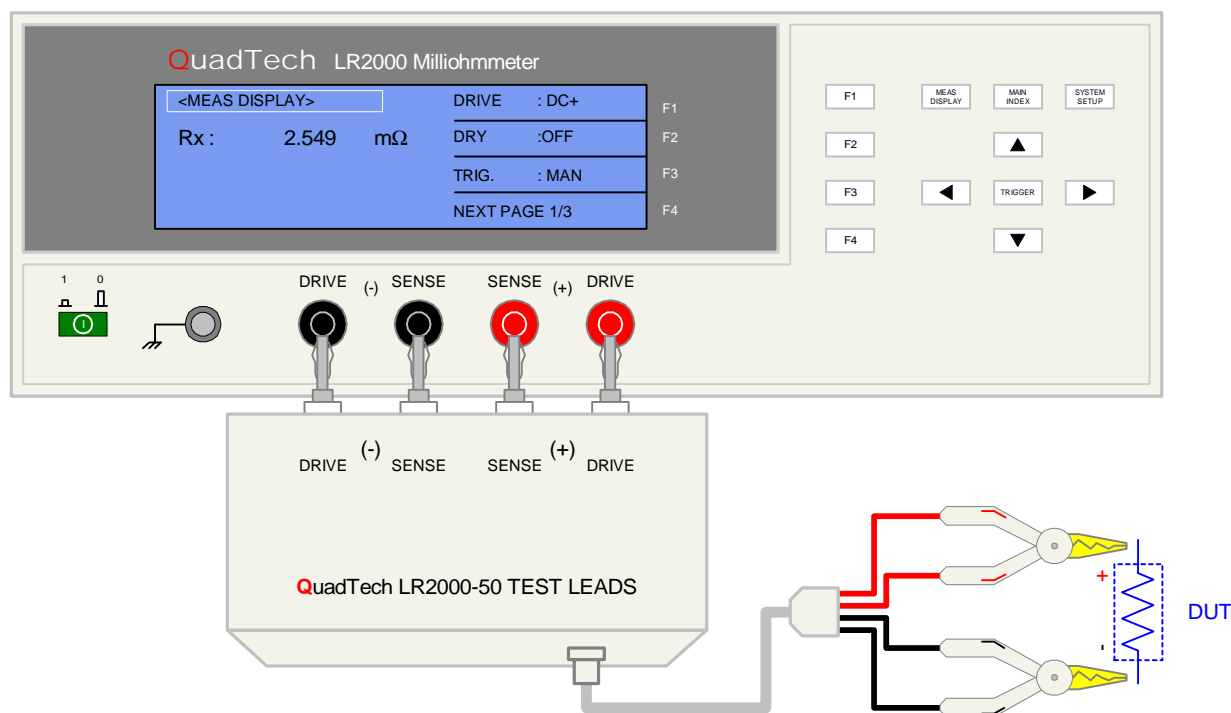 QuadTech LR2000 Milliohmmeter
<MEAS DISPLAY>
Rx : 2.549 mΩ
DRIVE : DC+
DRY :OFF
TRIG. : MAN
NEXT PAGE 1/3
F1
F2
F3
F4
F1
MEAS DISPLAY
MAIN INDEX
SYSTEM SETUP
F2
F3
TRIGGER
F4
1 0
DRIVE (-) SENSE SENSE (+) DRIVE
(-) (+)
DRIVE SENSE SENSE DRIVE
QuadTech LR2000-50 TEST LEADS
+
-
DUT